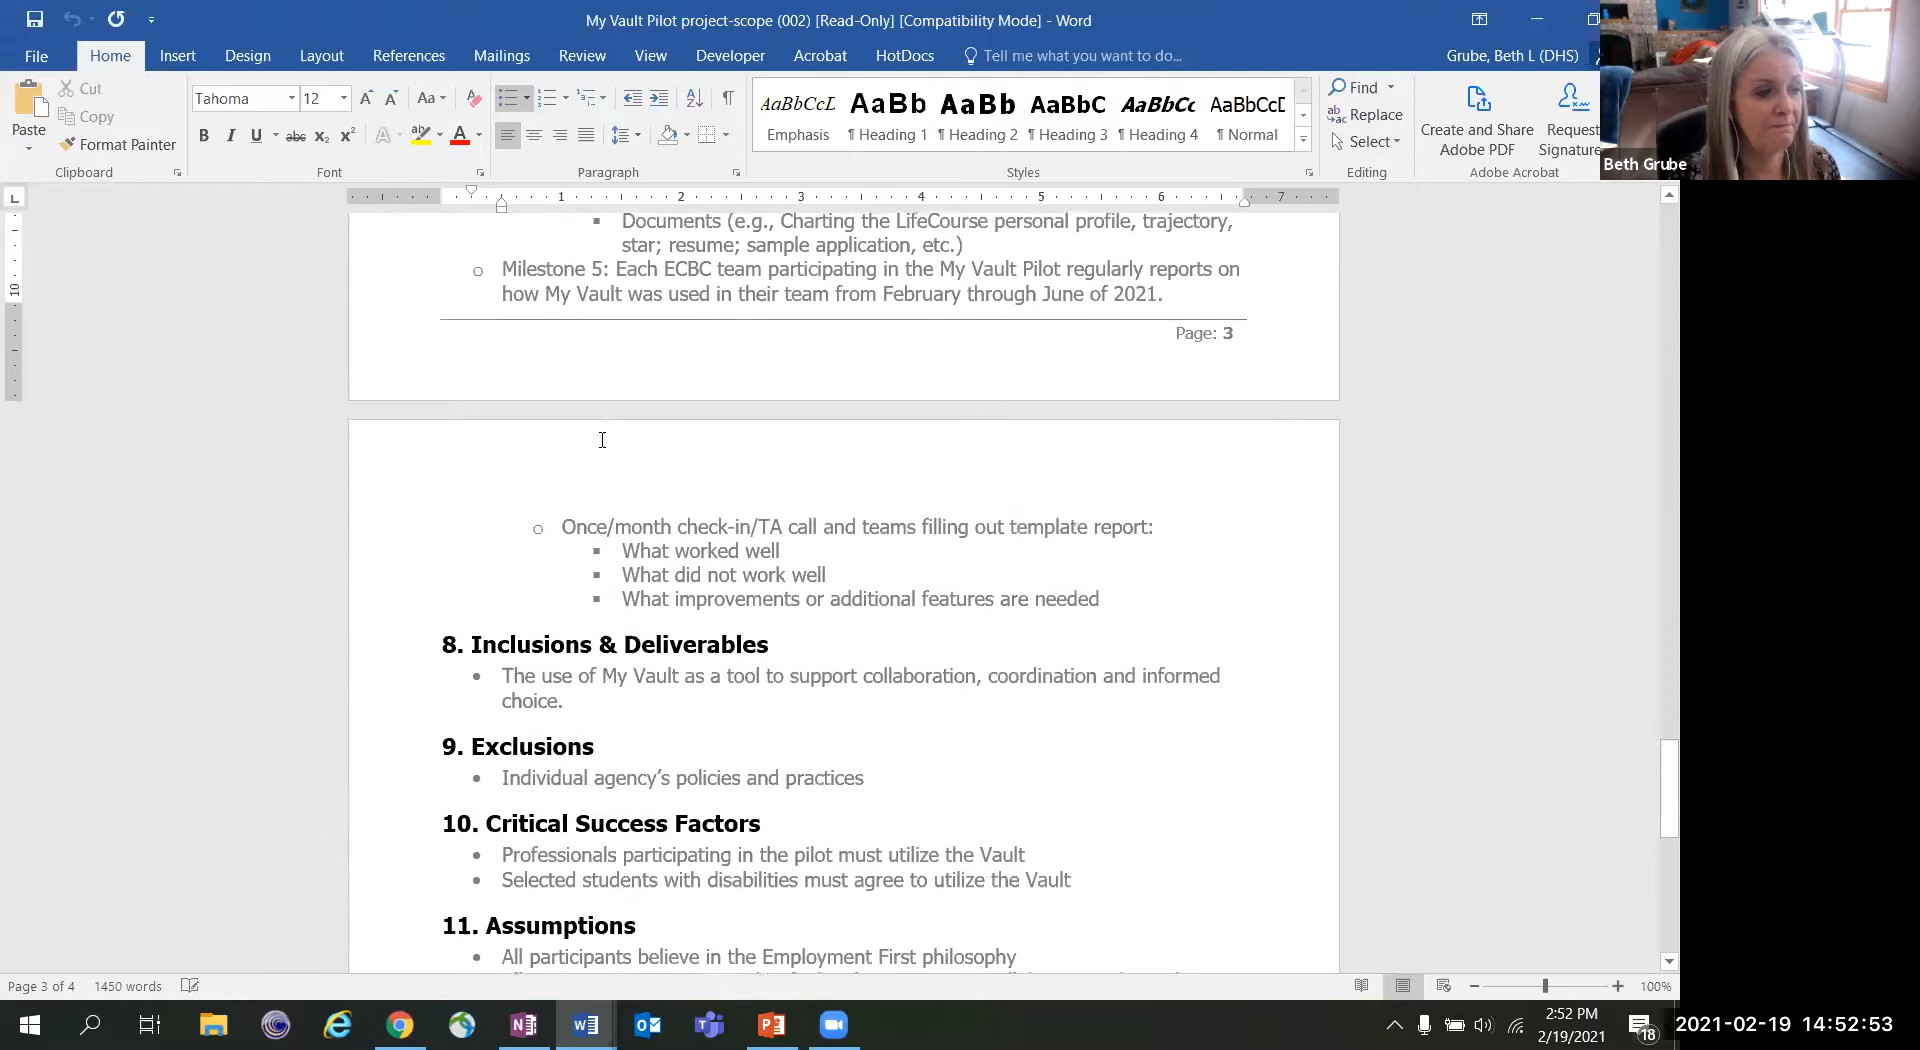 My Vault Pilot project-scope (002) [Read-Only] [Compatibility Mode] - Word
File Home Insert Design Layout References Mailings Review View Developer Acrobat HotDocs Tell me what you want to do... Grube, Beth L (DHS)
Paste
Cut
Copy
Format Painter
Clipboard
Tahoma 12
Font
Paragraph
AaBbCcD AaBb AaBb AaBbC AaBbCc AaBbCcD
Emphasis ¶ Heading 1 ¶ Heading 2 ¶ Heading 3 ¶ Heading 4 ¶ Normal
Styles
Find
Replace
Select
Editing
Create and Share
Adobe PDF
Request
Signature
Adobe Acrobat
Beth Grube
1 2 3 4 5 6 7
10
▪ Documents (e.g., Charting the LifeCourse personal profile, trajectory,
star; resume; sample application, etc.)
o Milestone 5: Each ECBC team participating in the My Vault Pilot regularly reports on
how My Vault was used in their team from February through June of 2021.
Page: 3
o Once/month check-in/TA call and teams filling out template report:
▪ What worked well
▪ What did not work well
▪ What improvements or additional features are needed
8. Inclusions & Deliverables
• The use of My Vault as a tool to support collaboration, coordination and informed
choice.
9. Exclusions
• Individual agency's policies and practices
10. Critical Success Factors
• Professionals participating in the pilot must utilize the Vault
• Selected students with disabilities must agree to utilize the Vault
11. Assumptions
• All participants believe in the Employment First philosophy
Page 3 of 4 1450 words 100%
2:52 PM
2/19/2021
18
2021-02-19 14:52:53